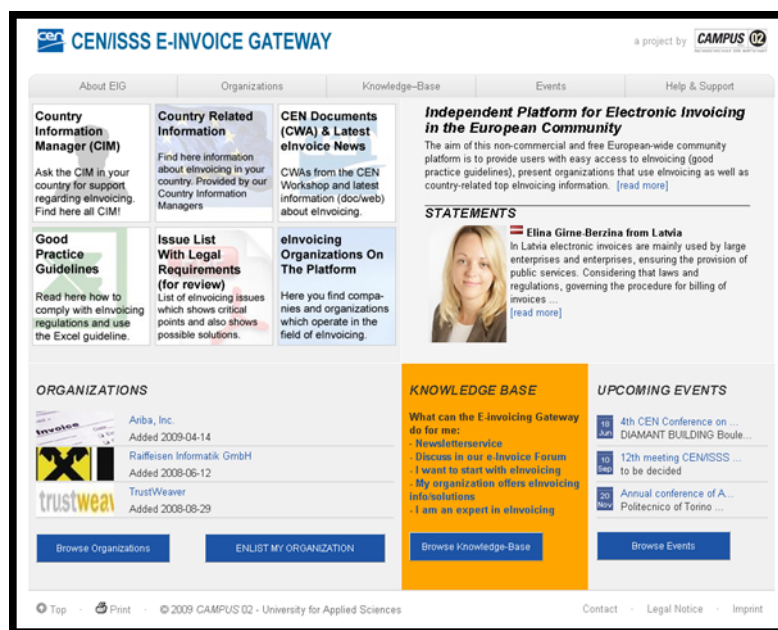 cen CEN/ISSS E-INVOICE GATEWAY
a project by CAMPUS 02
About EIG Organizations Knowledge-Base Events Help & Support
Country
Information
Manager (CIM)
Ask the CIM in your
country for support
regarding eInvoicing.
Find here all CIM!
Country Related
Information
Find here information
about eInvoicing in your
country. Provided by our
Country Information
Managers
CEN Documents
(CWA) & Latest
eInvoice News
CWAs from the CEN
Workshop and latest
information (doc/web)
about eInvoicing.
Good
Practice
Guidelines
Read here how to
comply with eInvoicing
regulations and use
the Excel guideline.
Issue List
With Legal
Requirements
(for review)
List of eInvoicing issues
which shows critical
points and also shows
possible solutions.
eInvoicing
Organizations On
The Platform
Here you find compa-
nies and organizations
which operate in the
field of eInvoicing.
Independent Platform for Electronic Invoicing
in the European Community
The aim of this non-commercial and free European-wide community
platform is to provide users with easy access to eInvoicing (good
practice guidelines), present organizations that use eInvoicing as well as
country-related top eInvoicing information. [read more]
STATEMENTS
Elina Girne-Berzina from Latvia
In Latvia electronic invoices are mainly used by large
enterprises and enterprises, ensuring the provision of
public services. Considering that laws and
regulations, governing the procedure for billing of
invoices ...
[read more]
ORGANIZATIONS
Invoice
Ariba, Inc.
Added 2009-04-14
Raiffeisen Informatik GmbH
Added 2008-06-12
trustweav
TrustWeaver
Added 2008-08-29
Browse Organizations
ENLIST MY ORGANIZATION
KNOWLEDGE BASE
What can the E-invoicing Gateway
do for me:
- Newsletterservice
- Discuss in our e-Invoice Forum
- I want to start with eInvoicing
- My organization offers eInvoicing
info/solutions
- I am an expert in eInvoicing
Browse Knowledge-Base
UPCOMING EVENTS
18 Jun
4th CEN Conference on ...
DIAMANT BUILDING Boule...
10 Sep
12th meeting CEN/ISSS ...
to be decided
20 Nov
Annual conference of A...
Politecnico of Torino ...
Browse Events
Top - Print - © 2009 CAMPUS 02 - University for Applied Sciences
Contact - Legal Notice - Imprint